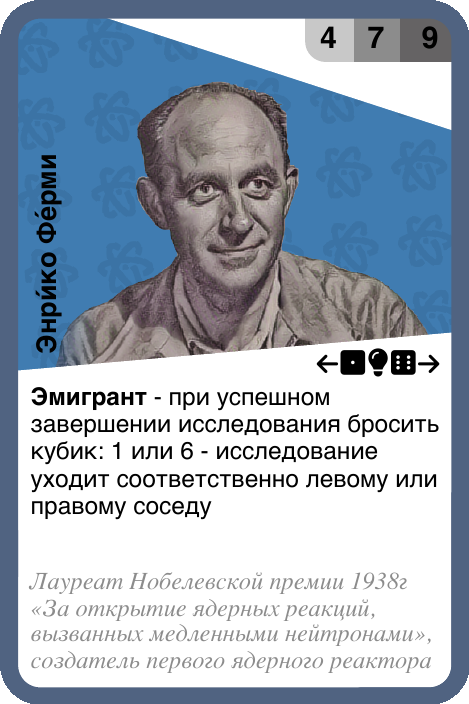 4 7 9
Энри́ко Фе́рми
Эмигрант - при успешном
завершении исследования бросить
кубик: 1 или 6 - исследование
уходит соответственно левому или
правому соседу
Лауреат Нобелевской премии 1938г
«За открытие ядерных реакций,
вызванных медленными нейтронами»,
создатель первого ядерного реактора